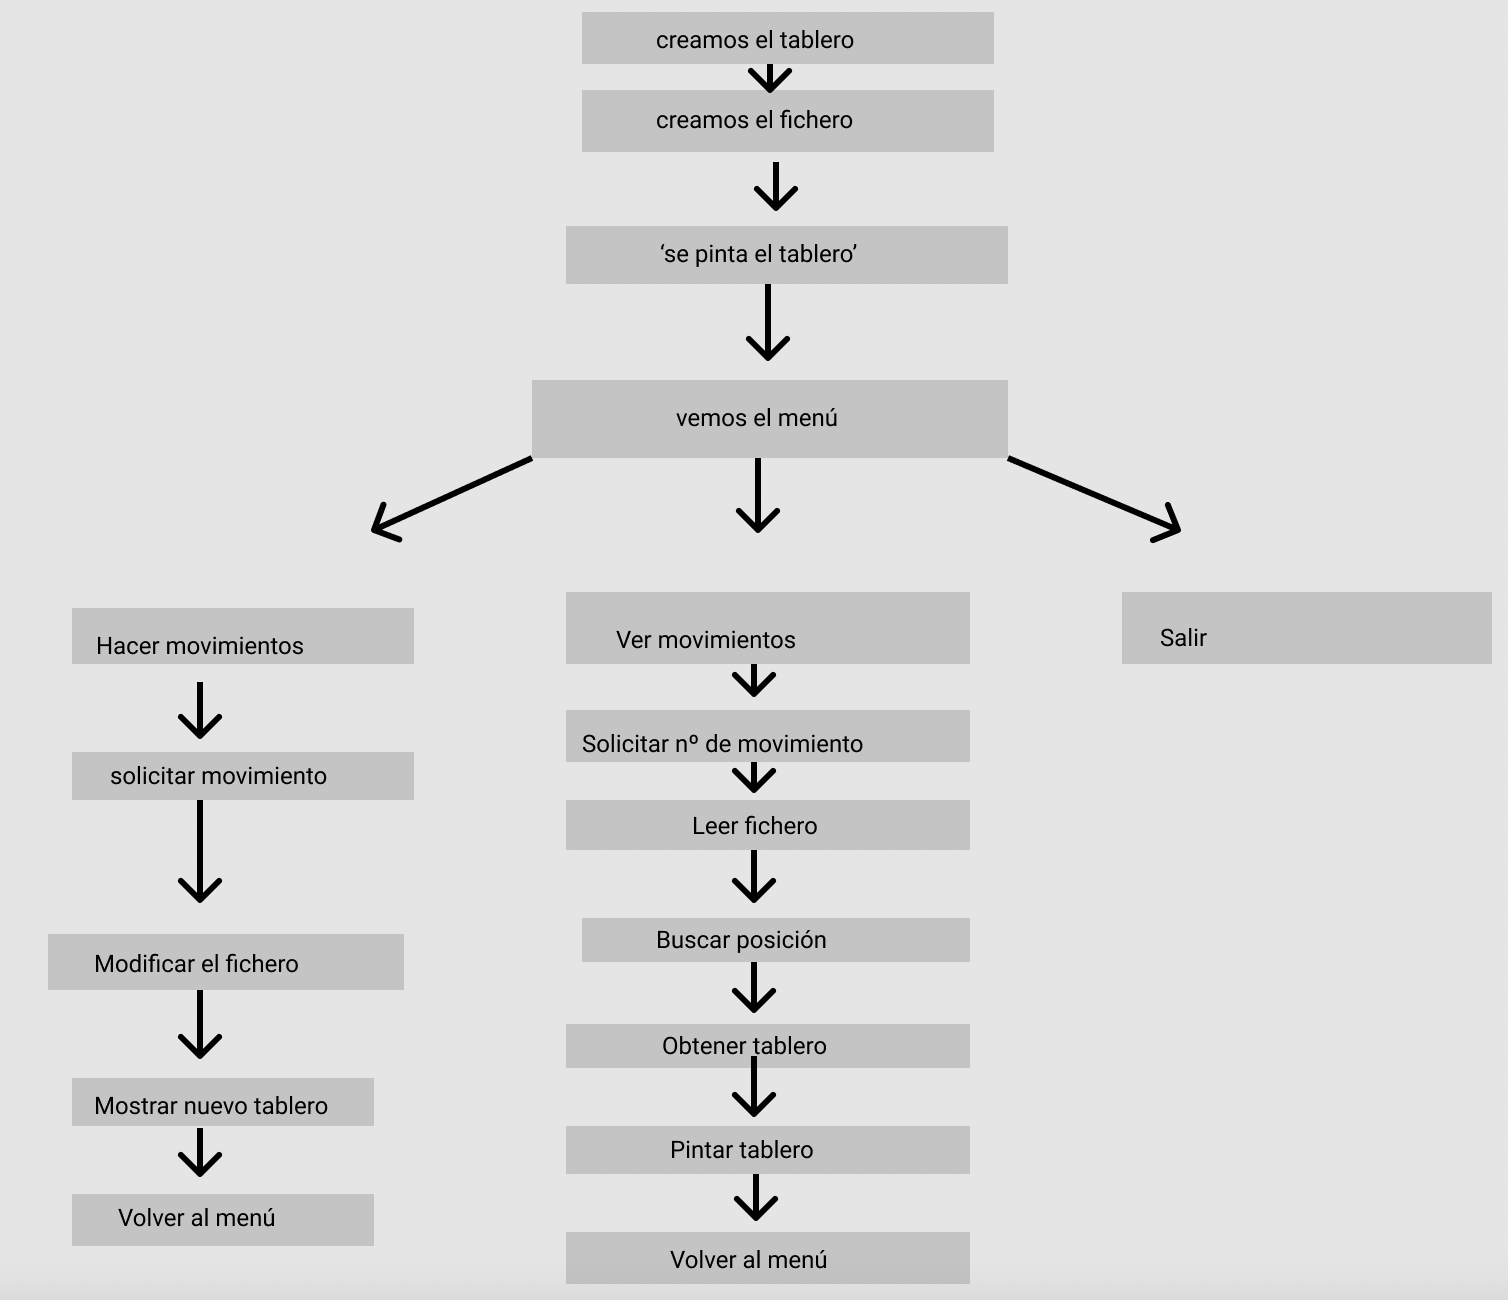 creamos el tablero
creamos el fichero
‘se pinta el tablero’
vemos el menú
Hacer movimientos
solicitar movimiento
Modificar el fichero
Mostrar nuevo tablero
Volver al menú
Ver movimientos
Solicitar nº de movimiento
Leer fichero
Buscar posición
Obtener tablero
Pintar tablero
Volver al menú
Salir